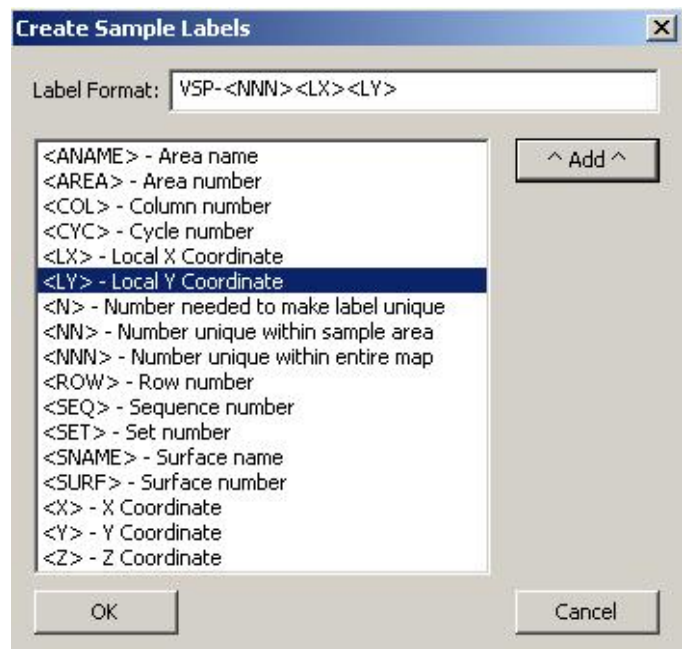 Create Sample Labels
Label Format: VSP-<NNN><LX><LY>
<ANAME> - Area name
<AREA> - Area number
<COL> - Column number
<CYC> - Cycle number
<LX> - Local X Coordinate
<LY> - Local Y Coordinate
<N> - Number needed to make label unique
<NN> - Number unique within sample area
<NNN> - Number unique within entire map
<ROW> - Row number
<SEQ> - Sequence number
<SET> - Set number
<SNAME> - Surface name
<SURF> - Surface number
<X> - X Coordinate
<Y> - Y Coordinate
<Z> - Z Coordinate
^ Add ^
OK
Cancel